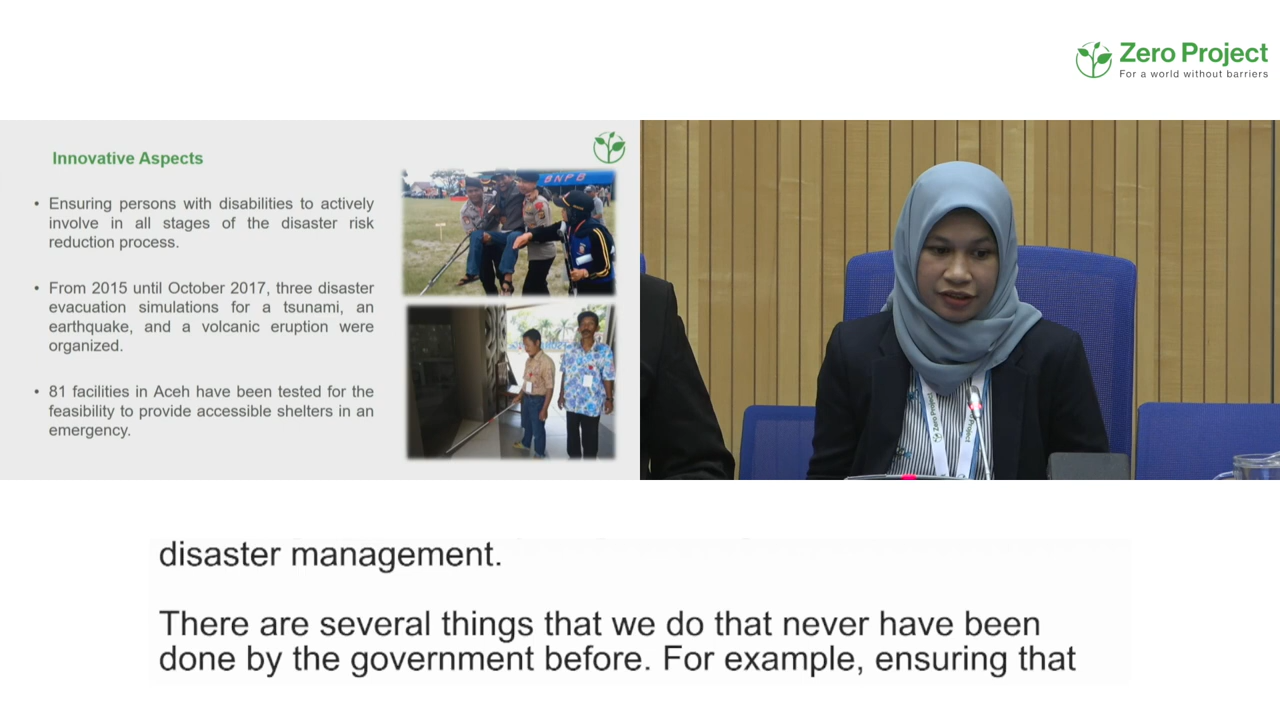 Zero Project
For a world without barriers
Innovative Aspects
• Ensuring persons with disabilities to actively
involve in all stages of the disaster risk
reduction process.
• From 2015 until October 2017, three disaster
evacuation simulations for a tsunami, an
earthquake, and a volcanic eruption were
organized.
• 81 facilities in Aceh have been tested for the
feasibility to provide accessible shelters in an
emergency.
BNPB
Zero Project
disaster management.
There are several things that we do that never have been
done by the government before. For example, ensuring that